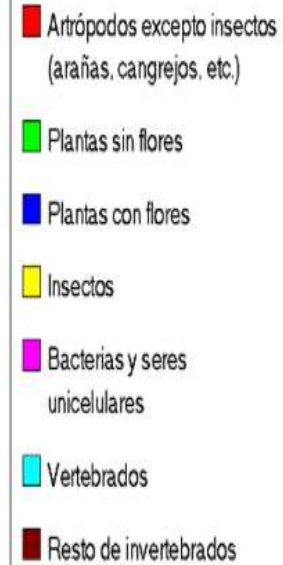 Artrópodos excepto insectos
(arañas, cangrejos, etc.)
Plantas sin flores
Plantas con flores
Insectos
Bacterias y seres
unicelulares
Vertebrados
Resto de invertebrados